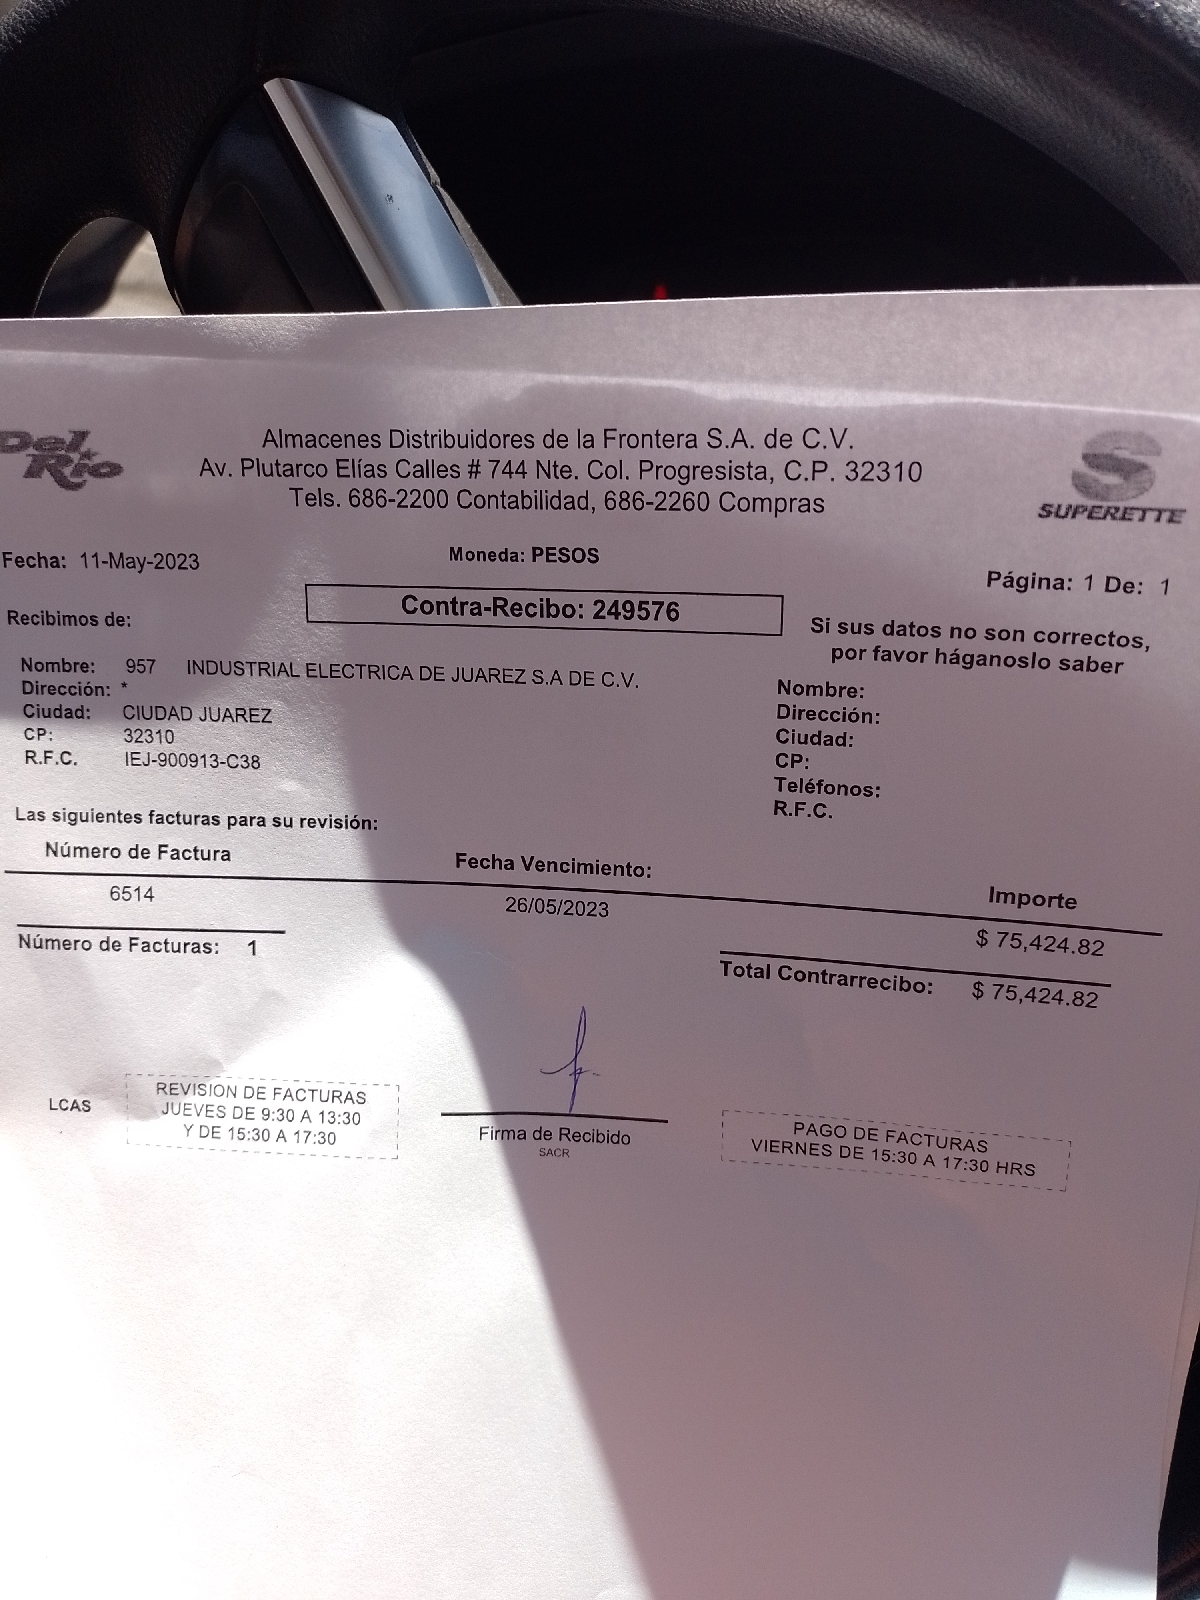 Del Rio
Almacenes Distribuidores de la Frontera S.A. de C.V.
Av. Plutarco Elías Calles # 744 Nte. Col. Progresista, C.P. 32310
Tels. 686-2200 Contabilidad, 686-2260 Compras
S
SUPERETTE
Fecha: 11-May-2023
Moneda: PESOS
Página: 1 De: 1
Contra-Recibo: 249576
Recibimos de:
Si sus datos no son correctos,
por favor háganoslo saber
Nombre: 957 INDUSTRIAL ELECTRICA DE JUAREZ S.A DE C.V.
Dirección: *
Ciudad: CIUDAD JUAREZ
CP: 32310
R.F.C. IEJ-900913-C38
Nombre:
Dirección:
Ciudad:
CP:
Teléfonos:
R.F.C.
Las siguientes facturas para su revisión:
Número de Factura Fecha Vencimiento: Importe
6514 26/05/2023 $ 75,424.82
Número de Facturas: 1
Total Contrarrecibo: $ 75,424.82
LCAS
REVISION DE FACTURAS
JUEVES DE 9:30 A 13:30
Y DE 15:30 A 17:30
Firma de Recibido
SACR
PAGO DE FACTURAS
VIERNES DE 15:30 A 17:30 HRS